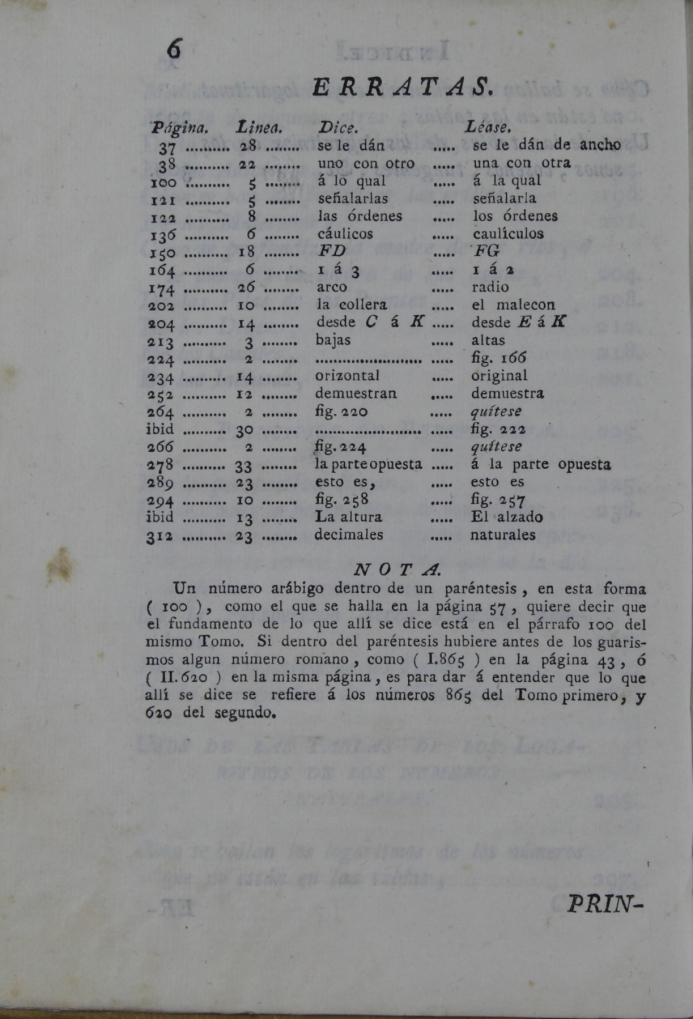 6
ERRATAS.
Página. Linea. Dice. Léase.
37 .......... 28 ........ se le dán ..... se le dán de ancho
38 .......... 22 ........ uno con otro ..... una con otra
100 .......... 5 ........ á lo qual ..... á la qual
121 .......... 5 ........ señalarlas ..... señalarla
122 .......... 8 ........ las órdenes ..... los órdenes
136 .......... 6 ........ cáulicos ..... caulículos
150 .......... 18 ........ FD ..... FG
164 .......... 6 ........ 1 á 3 ..... 1 á 2
174 .......... 26 ........ arco ..... radio
202 .......... 10 ........ la collera ..... el malecon
204 .......... 14 ........ desde C á K ..... desde E á K
213 .......... 3 ........ bajas ..... altas
224 .......... 2 ........ ........................ ..... fig. 166
234 .......... 14 ........ orizontal ..... original
252 .......... 12 ........ demuestran ..... demuestra
264 .......... 2 ........ fig. 220 ..... quítese
ibid .......... 30 ........ ........................ ..... fig. 222
266 .......... 2 ........ fig. 224 ..... quítese
278 .......... 33 ........ la parte opuesta ..... á la parte opuesta
289 .......... 23 ........ esto es, ..... esto es
294 .......... 10 ........ fig. 258 ..... fig. 257
ibid .......... 13 ........ La altura ..... El alzado
312 .......... 23 ........ decimales ..... naturales
NOTA.
Un número arábigo dentro de un paréntesis, en esta forma
( 100 ), como el que se halla en la página 57, quiere decir que
el fundamento de lo que allí se dice está en el párrafo 100 del
mismo Tomo. Si dentro del paréntesis hubiere antes de los guaris-
mos algun número romano, como ( I.865 ) en la página 43, ó
( II.620 ) en la misma página, es para dar á entender que lo que
allí se dice se refiere á los números 865 del Tomo primero, y
620 del segundo.
PRIN-